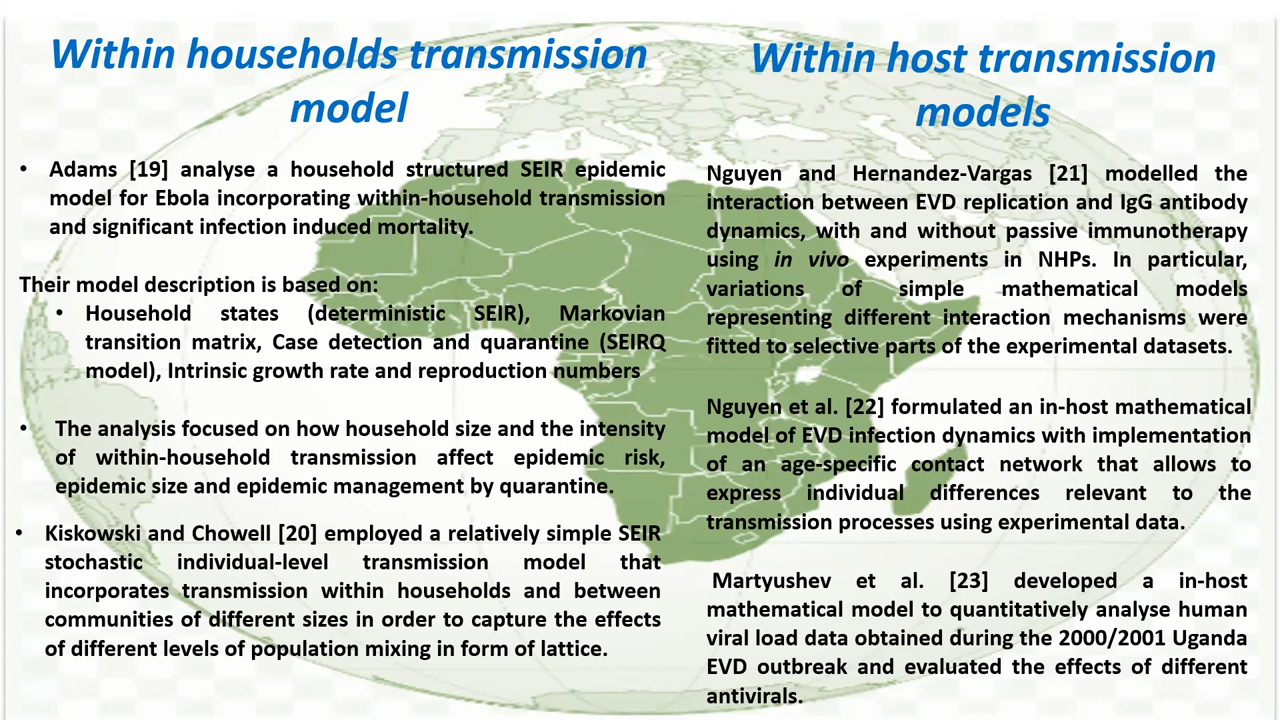 Within households transmission
model
• Adams [19] analyse a household structured SEIR epidemic
model for Ebola incorporating within-household transmission
and significant infection induced mortality.
Their model description is based on:
• Household states (deterministic SEIR), Markovian
transition matrix, Case detection and quarantine (SEIRQ
model), Intrinsic growth rate and reproduction numbers
• The analysis focused on how household size and the intensity
of within-household transmission affect epidemic risk,
epidemic size and epidemic management by quarantine.
• Kiskowski and Chowell [20] employed a relatively simple SEIR
stochastic individual-level transmission model that
incorporates transmission within households and between
communities of different sizes in order to capture the effects
of different levels of population mixing in form of lattice.
Within host transmission
models
Nguyen and Hernandez-Vargas [21] modelled the
interaction between EVD replication and IgG antibody
dynamics, with and without passive immunotherapy
using in vivo experiments in NHPs. In particular,
variations of simple mathematical models
representing different interaction mechanisms were
fitted to selective parts of the experimental datasets.
Nguyen et al. [22] formulated an in-host mathematical
model of EVD infection dynamics with implementation
of an age-specific contact network that allows to
express individual differences relevant to the
transmission processes using experimental data.
Martyushev et al. [23] developed a in-host
mathematical model to quantitatively analyse human
viral load data obtained during the 2000/2001 Uganda
EVD outbreak and evaluated the effects of different
antivirals.